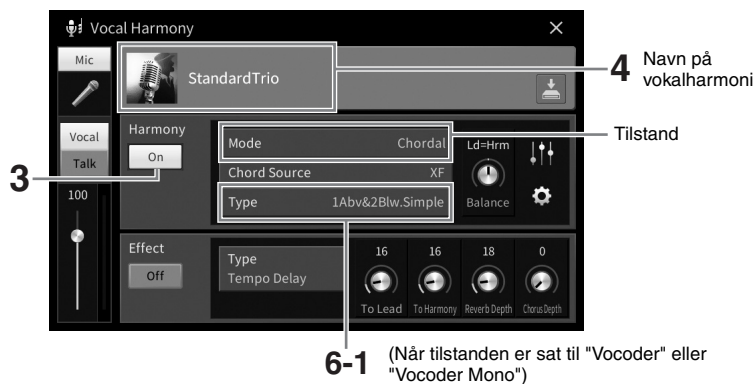 Vocal Harmony
Mic
StandardTrio
4 Navn på
vokalharmoni
Vocal
Talk
100
Harmony
On
3
Mode Chordal
Tilstand
Chord Source XF
Type 1Abv&2Blw.Simple
Ld=Hrm
Balance
Effect
Off
Type
Tempo Delay
16 16 18 0
To Lead To Harmony Reverb Depth Chorus Depth
6-1 (Når tilstanden er sat til "Vocoder" eller
"Vocoder Mono")